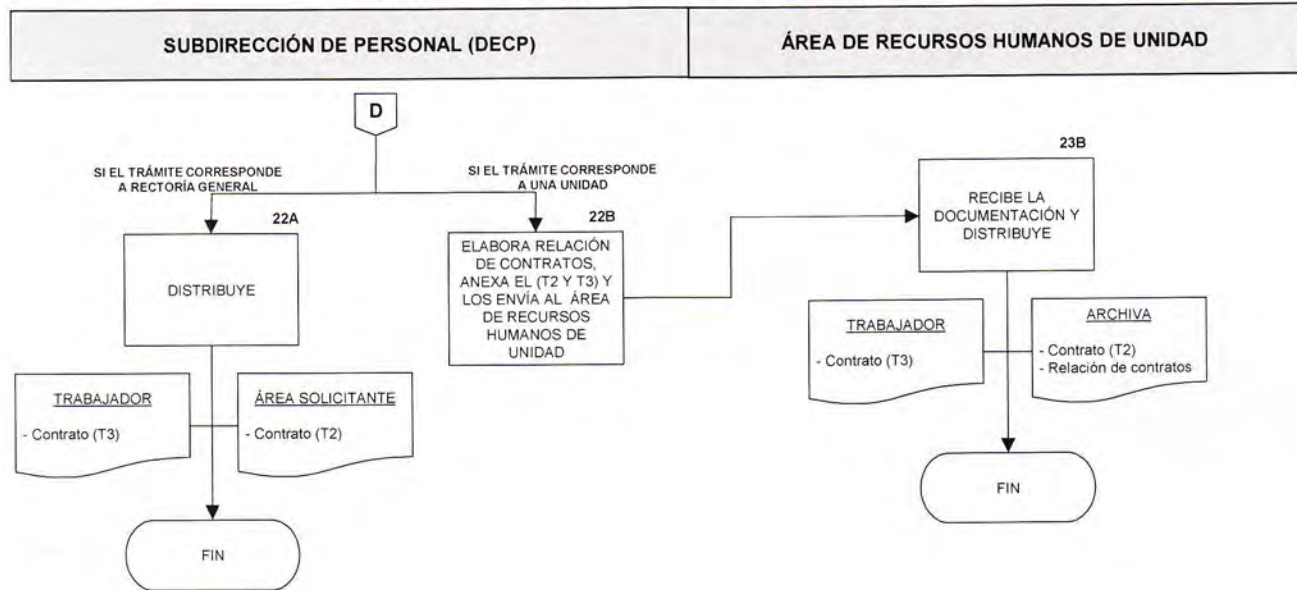 SUBDIRECCIÓN DE PERSONAL (DECP)
ÁREA DE RECURSOS HUMANOS DE UNIDAD
D
SI EL TRÁMITE CORRESPONDE
A RECTORÍA GENERAL
SI EL TRÁMITE CORRESPONDE
A UNA UNIDAD
22A
DISTRIBUYE
22B
ELABORA RELACIÓN
DE CONTRATOS,
ANEXA EL (T2 Y T3) Y
LOS ENVÍA AL ÁREA
DE RECURSOS
HUMANOS DE
UNIDAD
23B
RECIBE LA
DOCUMENTACIÓN Y
DISTRIBUYE
TRABAJADOR
- Contrato (T3)
ÁREA SOLICITANTE
- Contrato (T2)
FIN
TRABAJADOR
- Contrato (T3)
ARCHIVA
- Contrato (T2)
- Relación de contratos
FIN